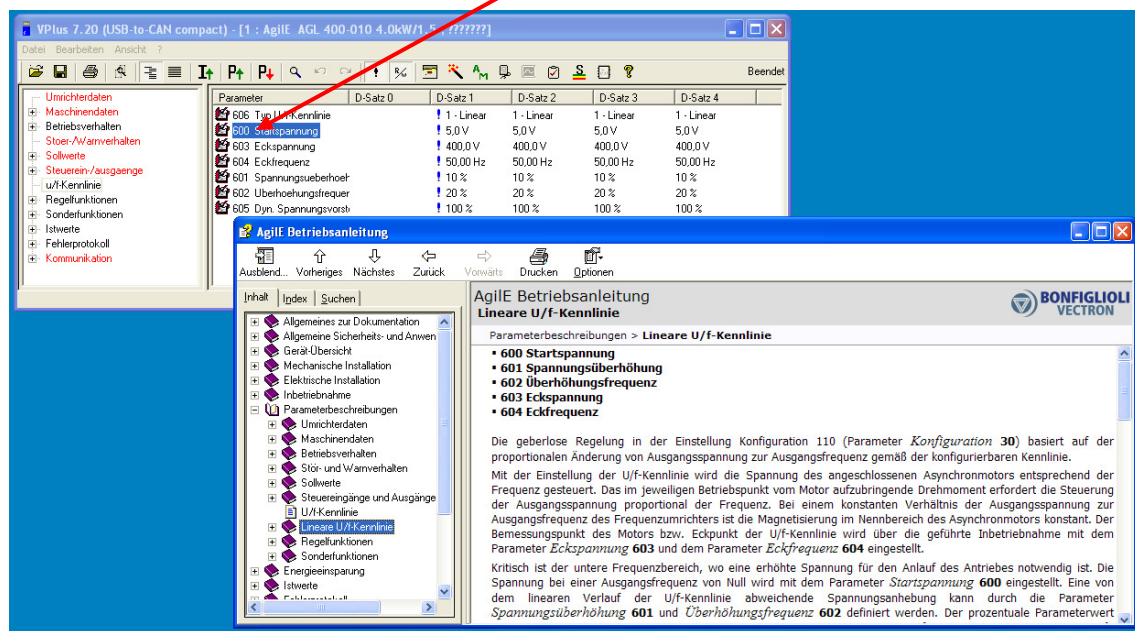 VPlus 7.20 (USB-to-CAN compact) - [1 : AgilE AGL 400-010 4.0kW/1.5 , ???????]
Datei Bearbeiten Ansicht ?
Beendet
Umrichterdaten
Maschinendaten
Betriebsverhalten
Stoer-/Warnverhalten
Sollwerte
Steuerein-/ausgaenge
u/f-Kennlinie
Regelfunktionen
Sonderfunktionen
Istwerte
Fehlerprotokoll
Kommunikation
Parameter D-Satz 0 D-Satz 1 D-Satz 2 D-Satz 3 D-Satz 4
606 Typ U/f-Kennlinie 1 - Linear 1 - Linear 1 - Linear 1 - Linear
600 Startspannung 5,0 V 5,0 V 5,0 V 5,0 V
603 Eckspannung 400,0 V 400,0 V 400,0 V 400,0 V
604 Eckfrequenz 50,00 Hz 50,00 Hz 50,00 Hz 50,00 Hz
601 Spannungsueberhoeh 10 % 10 % 10 % 10 %
602 Uberhoehungsfrequer 20 % 20 % 20 % 20 %
605 Dyn. Spannungsvorst 100 % 100 % 100 % 100 %
AgilE Betriebsanleitung
Ausblend... Vorheriges Nächstes Zurück Vorwärts Drucken Optionen
Inhalt Index Suchen
Allgemeines zur Dokumentation
Allgemeine Sicherheits- und Anwen
Gerät-Übersicht
Mechanische Installation
Elektrische Installation
Inbetriebnahme
Parameterbeschreibungen
Umrichterdaten
Maschinendaten
Betriebsverhalten
Stör- und Warnverhalten
Sollwerte
Steuereingänge und Ausgänge
U/f-Kennlinie
Lineare U/f-Kennlinie
Regelfunktionen
Sonderfunktionen
Energieeinsparung
Istwerte
AgilE Betriebsanleitung
Lineare U/f-Kennlinie
BONFIGLIOLI
VECTRON
Parameterbeschreibungen > Lineare U/f-Kennlinie
▪ 600 Startspannung
▪ 601 Spannungsüberhöhung
▪ 602 Überhöhungsfrequenz
▪ 603 Eckspannung
▪ 604 Eckfrequenz
Die geberlose Regelung in der Einstellung Konfiguration 110 (Parameter Konfiguration 30) basiert auf der
proportionalen Änderung von Ausgangsspannung zur Ausgangsfrequenz gemäß der konfigurierbaren Kennlinie.
Mit der Einstellung der U/f-Kennlinie wird die Spannung des angeschlossenen Asynchronmotors entsprechend der
Frequenz gesteuert. Das im jeweiligen Betriebspunkt vom Motor aufzubringende Drehmoment erfordert die Steuerung
der Ausgangsspannung proportional der Frequenz. Bei einem konstanten Verhältnis der Ausgangsspannung zur
Ausgangsfrequenz des Frequenzumrichters ist die Magnetisierung im Nennbereich des Asynchronmotors konstant. Der
Bemessungspunkt des Motors bzw. Eckpunkt der U/f-Kennlinie wird über die geführte Inbetriebnahme mit dem
Parameter Eckspannung 603 und dem Parameter Eckfrequenz 604 eingestellt.
Kritisch ist der untere Frequenzbereich, wo eine erhöhte Spannung für den Anlauf des Antriebes notwendig ist. Die
Spannung bei einer Ausgangsfrequenz von Null wird mit dem Parameter Startspannung 600 eingestellt. Eine von
dem linearen Verlauf der U/f-Kennlinie abweichende Spannungsanhebung kann durch die Parameter
Spannungsüberhöhung 601 und Überhöhungsfrequenz 602 definiert werden. Der prozentuale Parameterwert